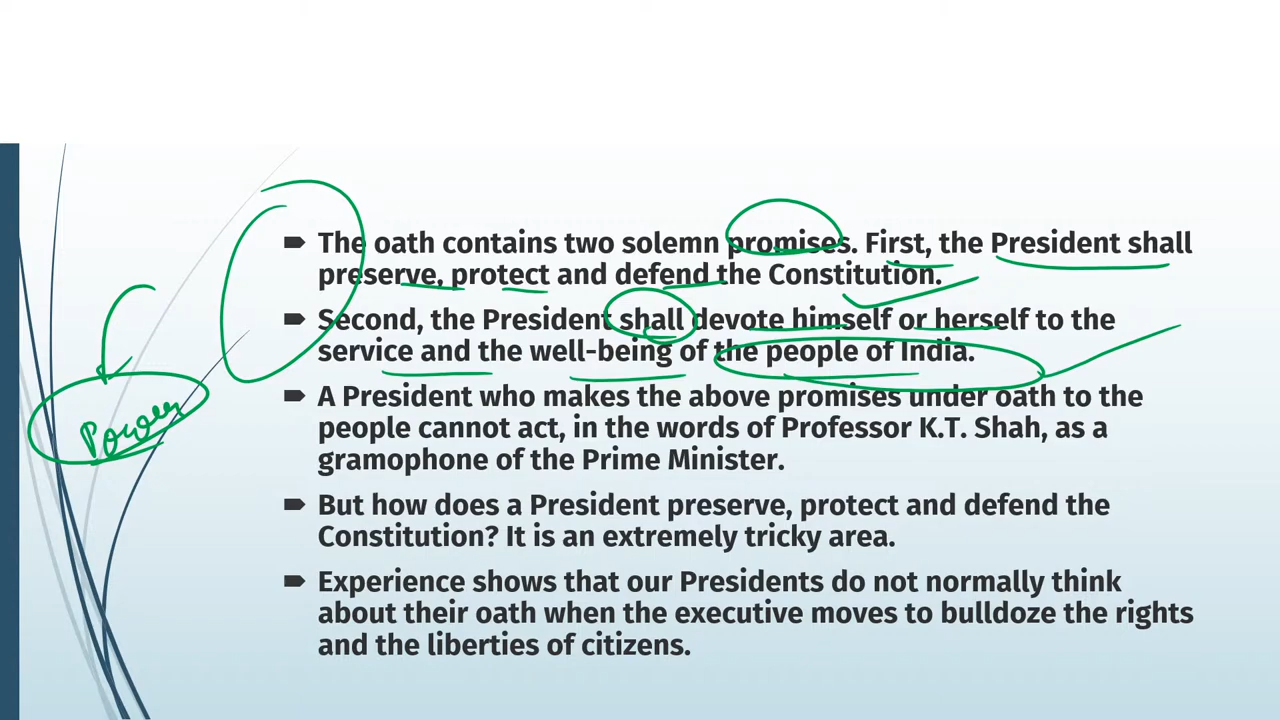 The oath contains two solemn promises. First, the President shall
preserve, protect and defend the Constitution.
Second, the President shall devote himself or herself to the
service and the well-being of the people of India.
A President who makes the above promises under oath to the
people cannot act, in the words of Professor K.T. Shah, as a
gramophone of the Prime Minister.
Power
But how does a President preserve, protect and defend the
Constitution? It is an extremely tricky area.
Experience shows that our Presidents do not normally think
about their oath when the executive moves to bulldoze the rights
and the liberties of citizens.